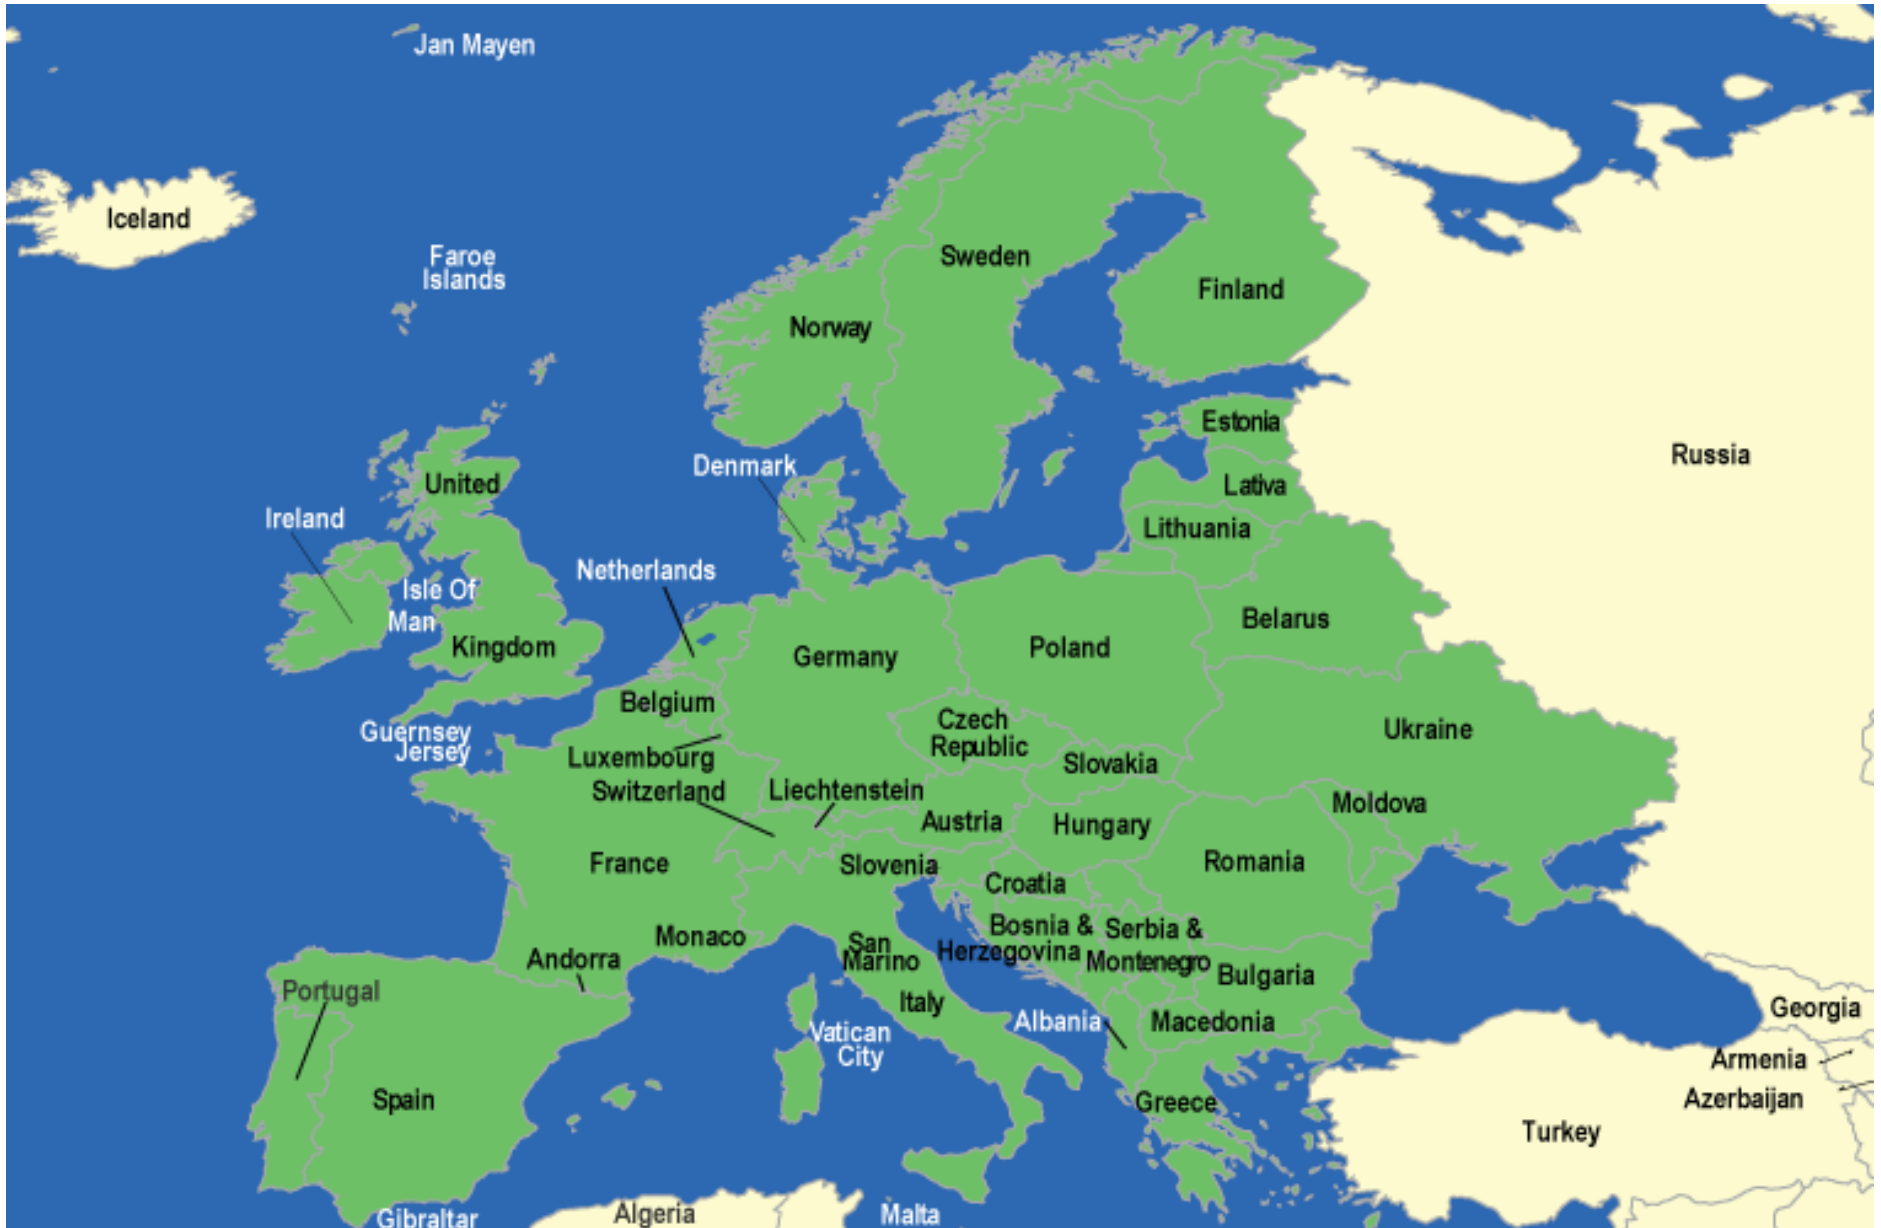 Jan Mayen
Iceland
Faroe
Islands
Sweden
Finland
Norway
Estonia
Russia
Denmark
United
Lativa
Ireland
Lithuania
Netherlands
Isle Of
Man
Belarus
Kingdom
Poland
Germany
Belgium
Czech
Republic
Ukraine
Guernsey
Jersey
Luxembourg
Slovakia
Switzerland
Liechtenstein
Moldova
Austria
Hungary
France
Slovenia
Romania
Croatia
Monaco
San
Marino
Bosnia &
Herzegovina
Serbia &
Montenegro
Andorra
Bulgaria
Portugal
Italy
Georgia
Albania
Macedonia
Vatican
City
Armenia
Spain
Greece
Azerbaijan
Turkey
Gibraltar
Algeria
Malta